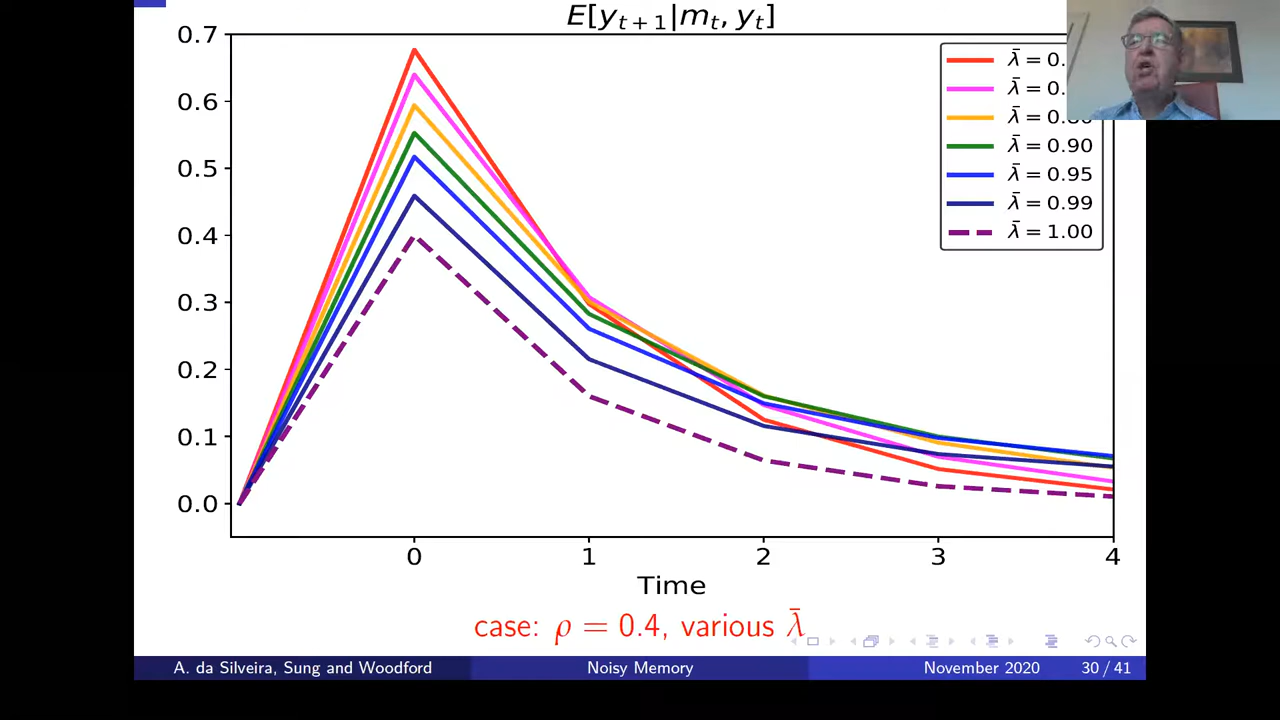 E[y_{t+1}|m_t, y_t]
0.7
0.6
0.5
0.4
0.3
0.2
0.1
0.0
λ̄ = 0.
λ̄ = 0.
λ̄ = 0.80
λ̄ = 0.90
λ̄ = 0.95
λ̄ = 0.99
λ̄ = 1.00
0 1 2 3 4
Time
case: ρ = 0.4, various λ̄
A. da Silveira, Sung and Woodford Noisy Memory November 2020 30 / 41